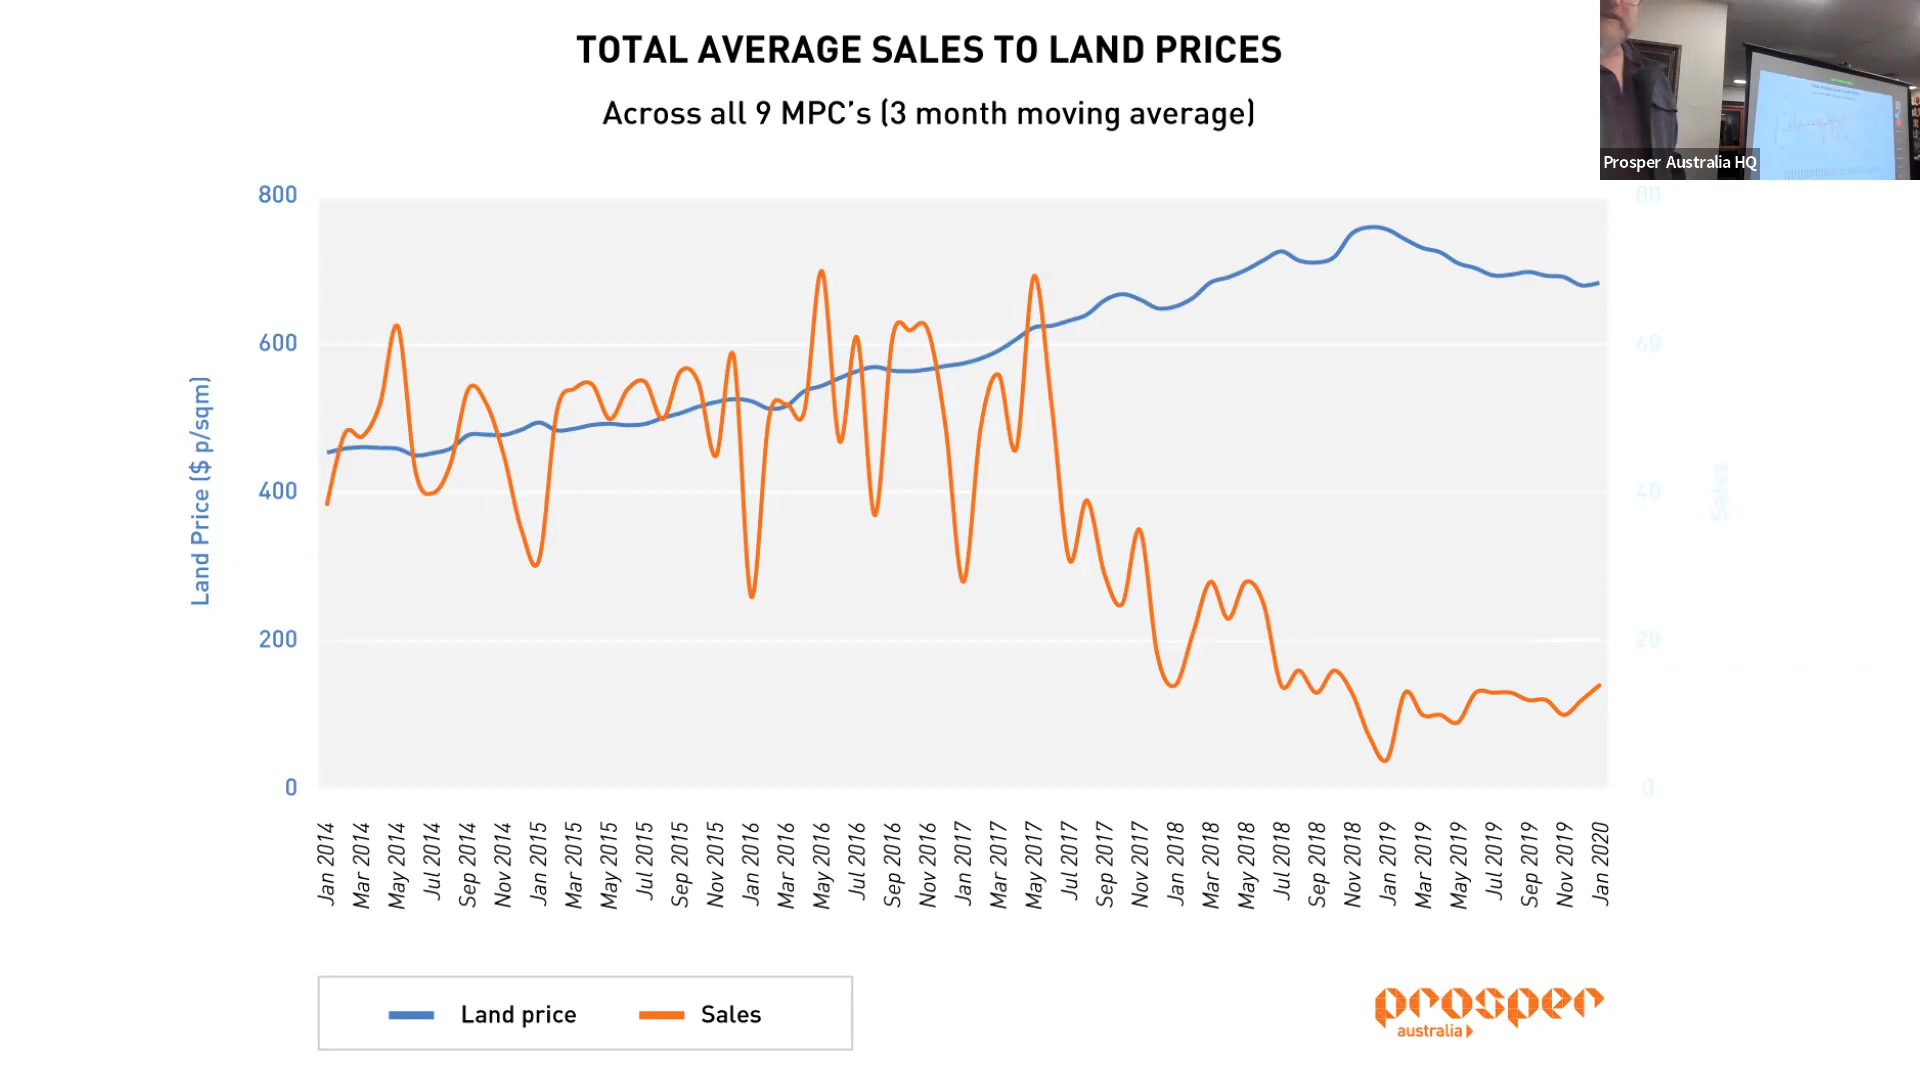 TOTAL AVERAGE SALES TO LAND PRICES
Across all 9 MPC's (3 month moving average)
Prosper Australia HQ
800
600
400
200
0
Land Price ($ p/sqm)
80
60
40
20
0
Sales
Jan 2014
Mar 2014
May 2014
Jul 2014
Sep 2014
Nov 2014
Jan 2015
Mar 2015
May 2015
Jul 2015
Sep 2015
Nov 2015
Jan 2016
Mar 2016
May 2016
Jul 2016
Sep 2016
Nov 2016
Jan 2017
Mar 2017
May 2017
Jul 2017
Sep 2017
Nov 2017
Jan 2018
Mar 2018
May 2018
Jul 2018
Sep 2018
Nov 2018
Jan 2019
Mar 2019
May 2019
Jul 2019
Sep 2019
Nov 2019
Jan 2020
Land price
Sales
prosper
australia